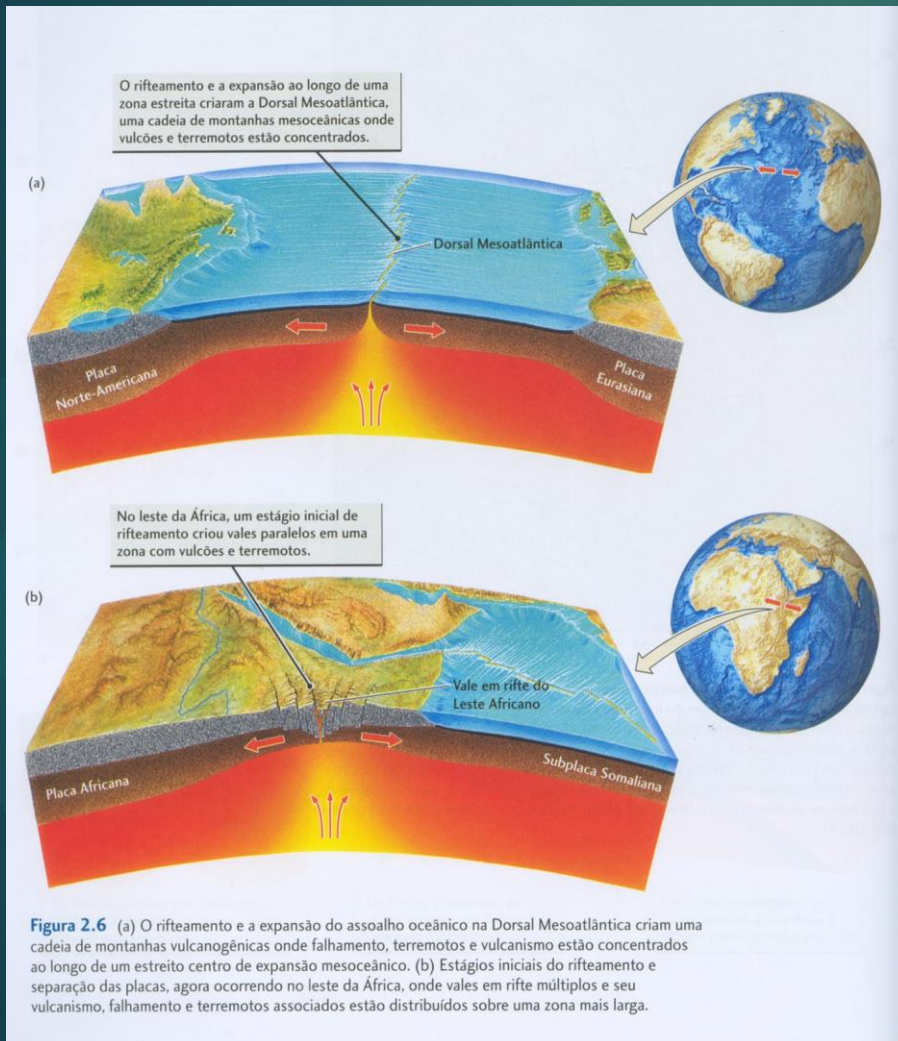 O rifteamento e a expansão ao longo de uma
zona estreita criaram a Dorsal Mesoatlântica,
uma cadeia de montanhas mesoceânicas onde
vulcões e terremotos estão concentrados.
(a)
Dorsal Mesoatlântica
Placa
Norte-Americana
Placa
Eurasiana
No leste da África, um estágio inicial de
rifteamento criou vales paralelos em uma
zona com vulcões e terremotos.
(b)
Vale em rifte do
Leste Africano
Placa Africana
Subplaca Somaliana
Figura 2.6 (a) O rifteamento e a expansão do assoalho oceânico na Dorsal Mesoatlântica criam uma
cadeia de montanhas vulcanogênicas onde falhamento, terremotos e vulcanismo estão concentrados
ao longo de um estreito centro de expansão mesoceânico. (b) Estágios iniciais do rifteamento e
separação das placas, agora ocorrendo no leste da África, onde vales em rifte múltiplos e seu
vulcanismo, falhamento e terremotos associados estão distribuídos sobre uma zona mais larga.